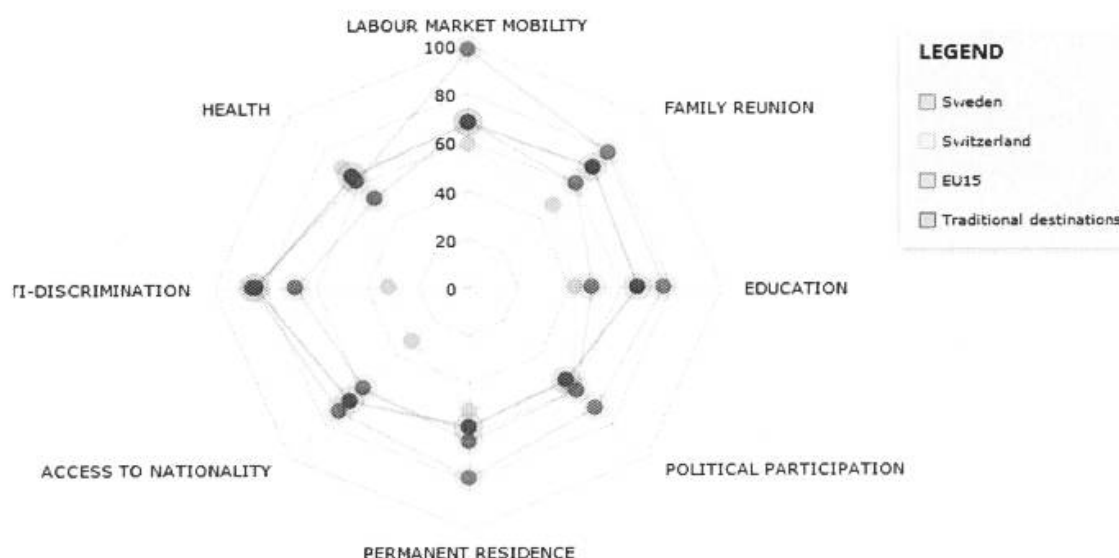 LABOUR MARKET MOBILITY
100
80
60
40
20
0
HEALTH
FAMILY REUNION
TI-DISCRIMINATION
EDUCATION
ACCESS TO NATIONALITY
POLITICAL PARTICIPATION
PERMANENT RESIDENCE
LEGEND
Sweden
Switzerland
EU15
Traditional destinations